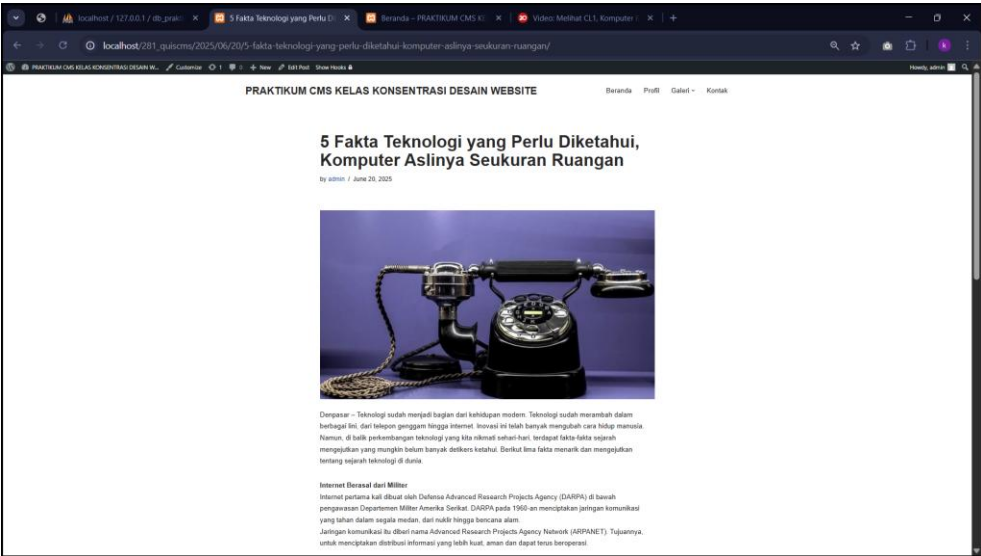 localhost / 127.0.0.1 / db_prakti
5 Fakta Teknologi yang Perlu Di
Beranda – PRAKTIKUM CMS KE
Video: Melihat CL1, Komputer
localhost/281_quiscms/2025/06/20/5-fakta-teknologi-yang-perlu-diketahui-komputer-aslinya-seukuran-ruangan/
PRAKTIKUM CMS KELAS KONSENTRASI DESAIN W... Customize 1 0 New Edit Post Show Hooks Howdy, admin
PRAKTIKUM CMS KELAS KONSENTRASI DESAIN WEBSITE
Beranda Profil Galeri Kontak
5 Fakta Teknologi yang Perlu Diketahui,
Komputer Aslinya Seukuran Ruangan
by admin / June 20, 2025
Denpasar – Teknologi sudah menjadi bagian dari kehidupan modern. Teknologi sudah merambah dalam
berbagai lini, dari telepon genggam hingga internet. Inovasi ini telah banyak mengubah cara hidup manusia.
Namun, di balik perkembangan teknologi yang kita nikmati sehari-hari, terdapat fakta-fakta sejarah
mengejutkan yang mungkin belum banyak detikers ketahui. Berikut lima fakta menarik dan mengejutkan
tentang sejarah teknologi di dunia.
Internet Berasal dari Militer
Internet pertama kali dibuat oleh Defense Advanced Research Projects Agency (DARPA) di bawah
pengawasan Departemen Militer Amerika Serikat. DARPA pada 1960-an menciptakan jaringan komunikasi
yang tahan dalam segala medan, dari nuklir hingga bencana alam.
Jaringan komunikasi itu diberi nama Advanced Research Projects Agency Network (ARPANET). Tujuannya,
untuk menciptakan distribusi informasi yang lebih kuat, aman dan dapat terus beroperasi.